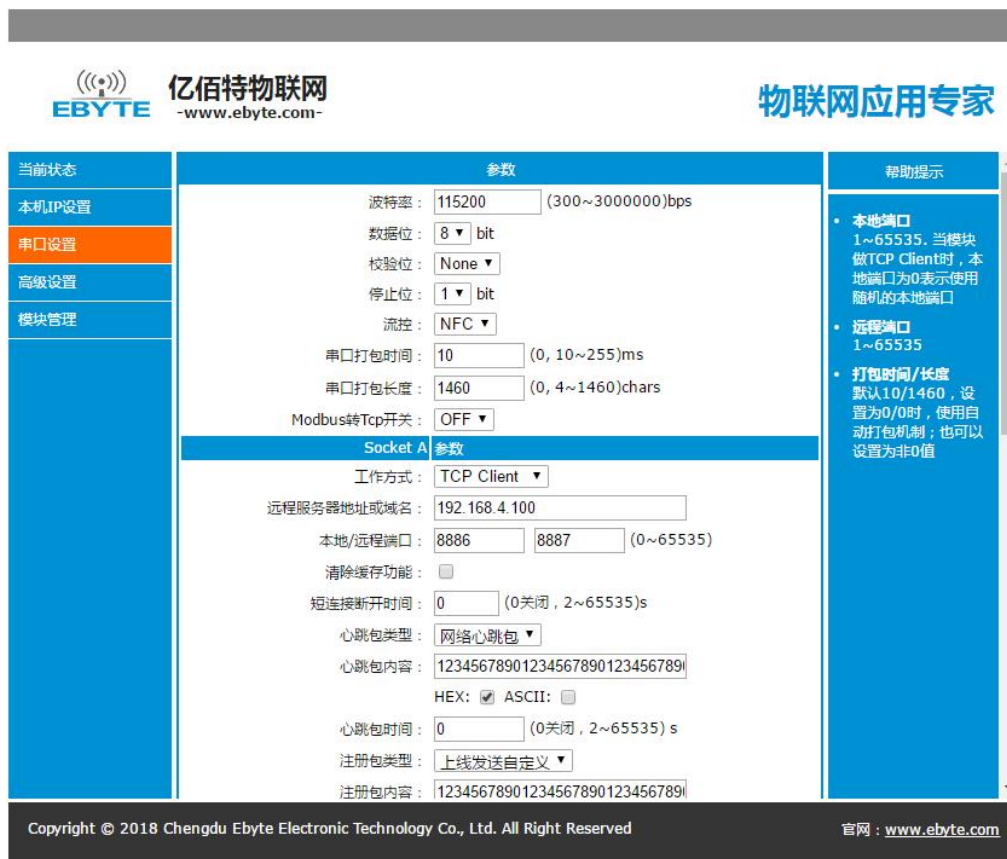 EBYTE
亿佰特物联网
-www.ebyte.com-
物联网应用专家
当前状态
本机IP设置
串口设置
高级设置
模块管理
参数
波特率： 115200 (300~3000000)bps
数据位： 8 bit
校验位： None
停止位： 1 bit
流控： NFC
串口打包时间： 10 (0, 10~255)ms
串口打包长度： 1460 (0, 4~1460)chars
Modbus转Tcp开关： OFF
Socket A 参数
工作方式： TCP Client
远程服务器地址或域名： 192.168.4.100
本地/远程端口： 8886 8887 (0~65535)
清除缓存功能：
短连接断开时间： 0 (0关闭，2~65535)s
心跳包类型： 网络心跳包
心跳包内容： 123456789012345678901234567890
HEX: ASCII:
心跳包时间： 0 (0关闭，2~65535) s
注册包类型： 上线发送自定义
注册包内容： 123456789012345678901234567890
帮助提示
本地端口
1~65535. 当模块
做TCP Client时，本
地端口为0表示使用
随机的本地端口
远程端口
1~65535
打包时间/长度
默认10/1460，设
置为0/0时，使用自
动打包机制；也可以
设置为非0值
Copyright © 2018 Chengdu Ebyte Electronic Technology Co., Ltd. All Right Reserved
官网：www.ebyte.com